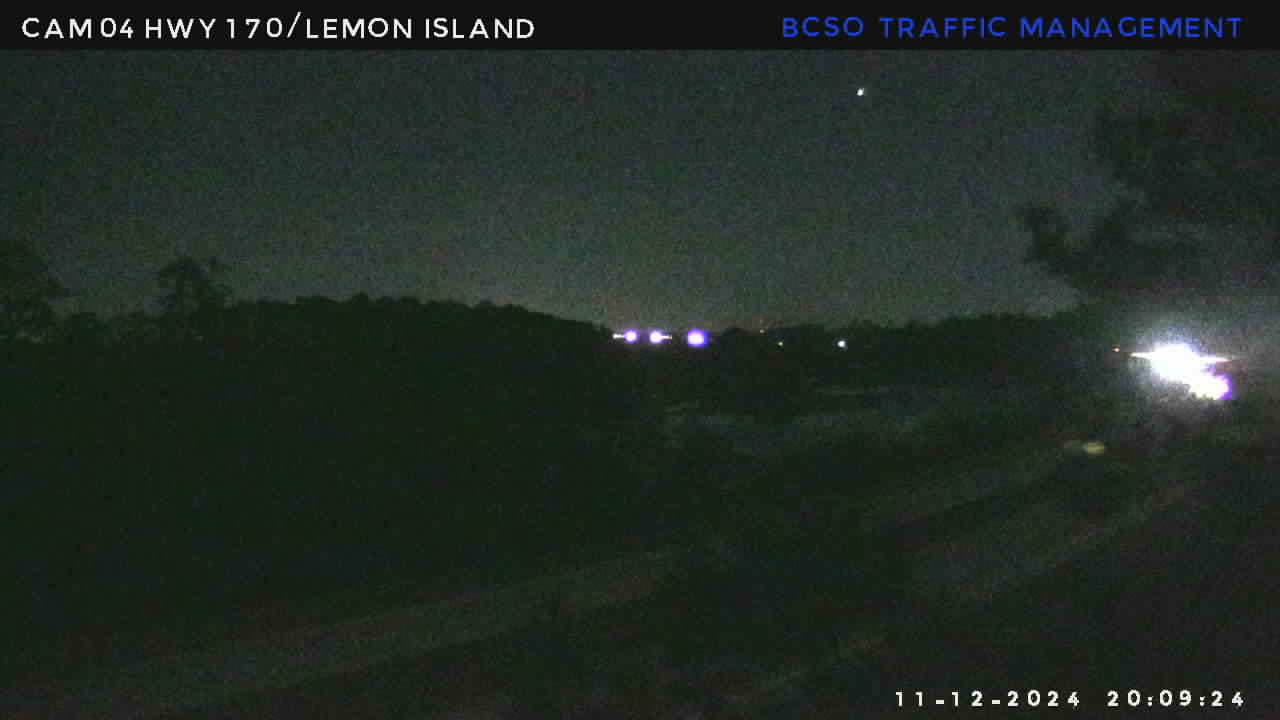 CAM04 HWY 170/LEMON ISLAND
BCSO TRAFFIC MANAGEMENT
11-12-2024 20:09:24